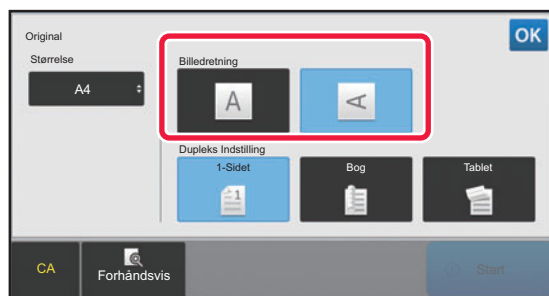 Original
OK
Størrelse
Billedretning
A4
A
A
Dupleks Indstilling
1-Sidet
Bog
Tablet
1
CA
Forhåndsvis
Start